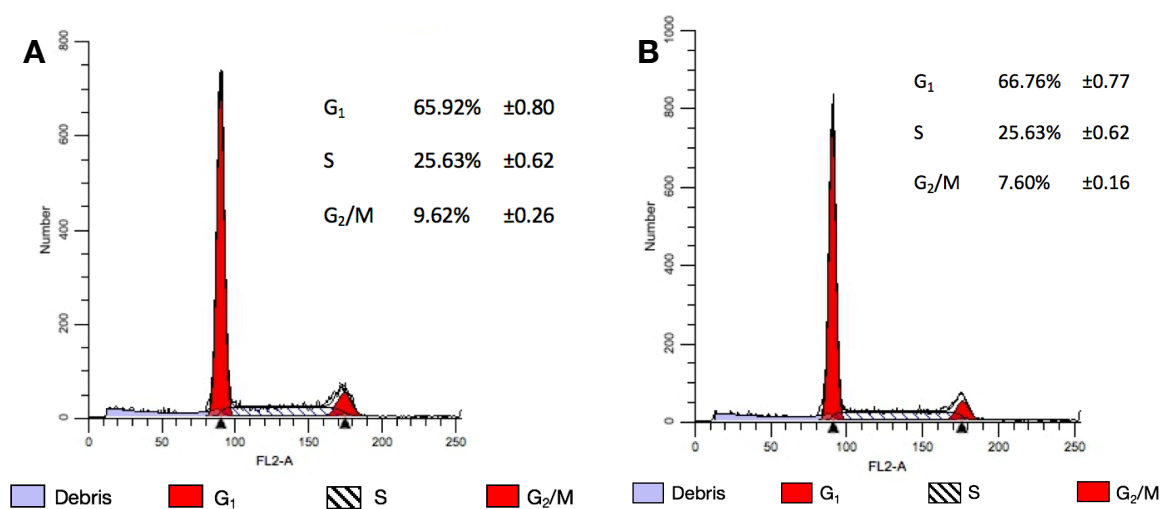 A
800
600
400
200
0
Number
0 50 100 150 200 250
FL2-A
G₁ 65.92% ±0.80
S 25.63% ±0.62
G₂/M 9.62% ±0.26
Debris G₁ S G₂/M
B
1000
800
600
400
200
0
Number
0 50 100 150 200 250
FL2-A
G₁ 66.76% ±0.77
S 25.63% ±0.62
G₂/M 7.60% ±0.16
Debris G₁ S G₂/M